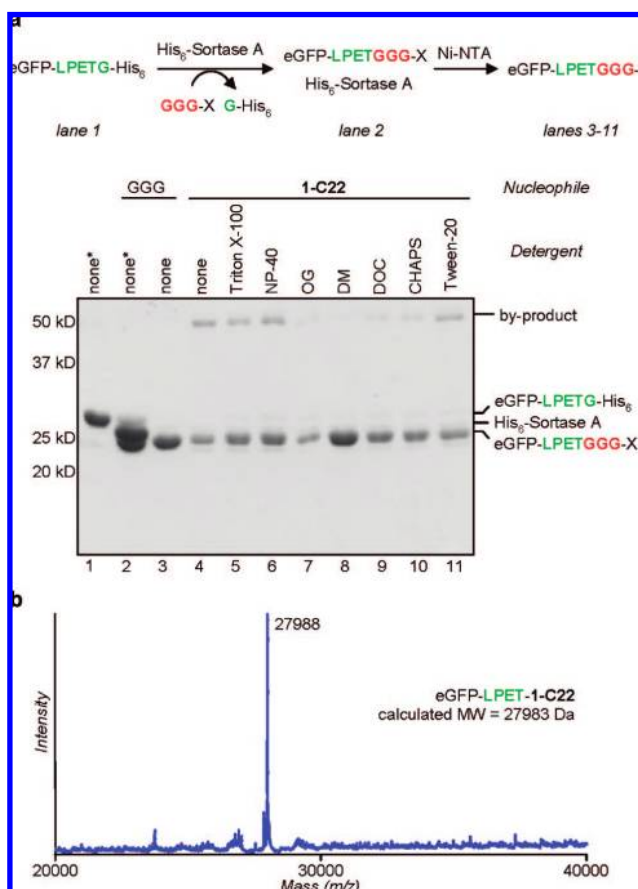 a
His₆-Sortase A
eGFP-LPETG-His₆
eGFP-LPETGGG-X
Ni-NTA
eGFP-LPETGGG-
GGG-X G-His₆
His₆-Sortase A
lane 1
lane 2
lanes 3-11
GGG
1-C22
Nucleophile
none*
none*
none
none
Triton X-100
NP-40
OG
DM
DOC
CHAPS
Tween-20
Detergent
50 kD
by-product
37 kD
eGFP-LPETG-His₆
His₆-Sortase A
25 kD
eGFP-LPETGGG-X
20 kD
1 2 3 4 5 6 7 8 9 10 11
b
27988
eGFP-LPET-1-C22
calculated MW = 27983 Da
Intensity
20000 30000 40000
Mass (m/z)